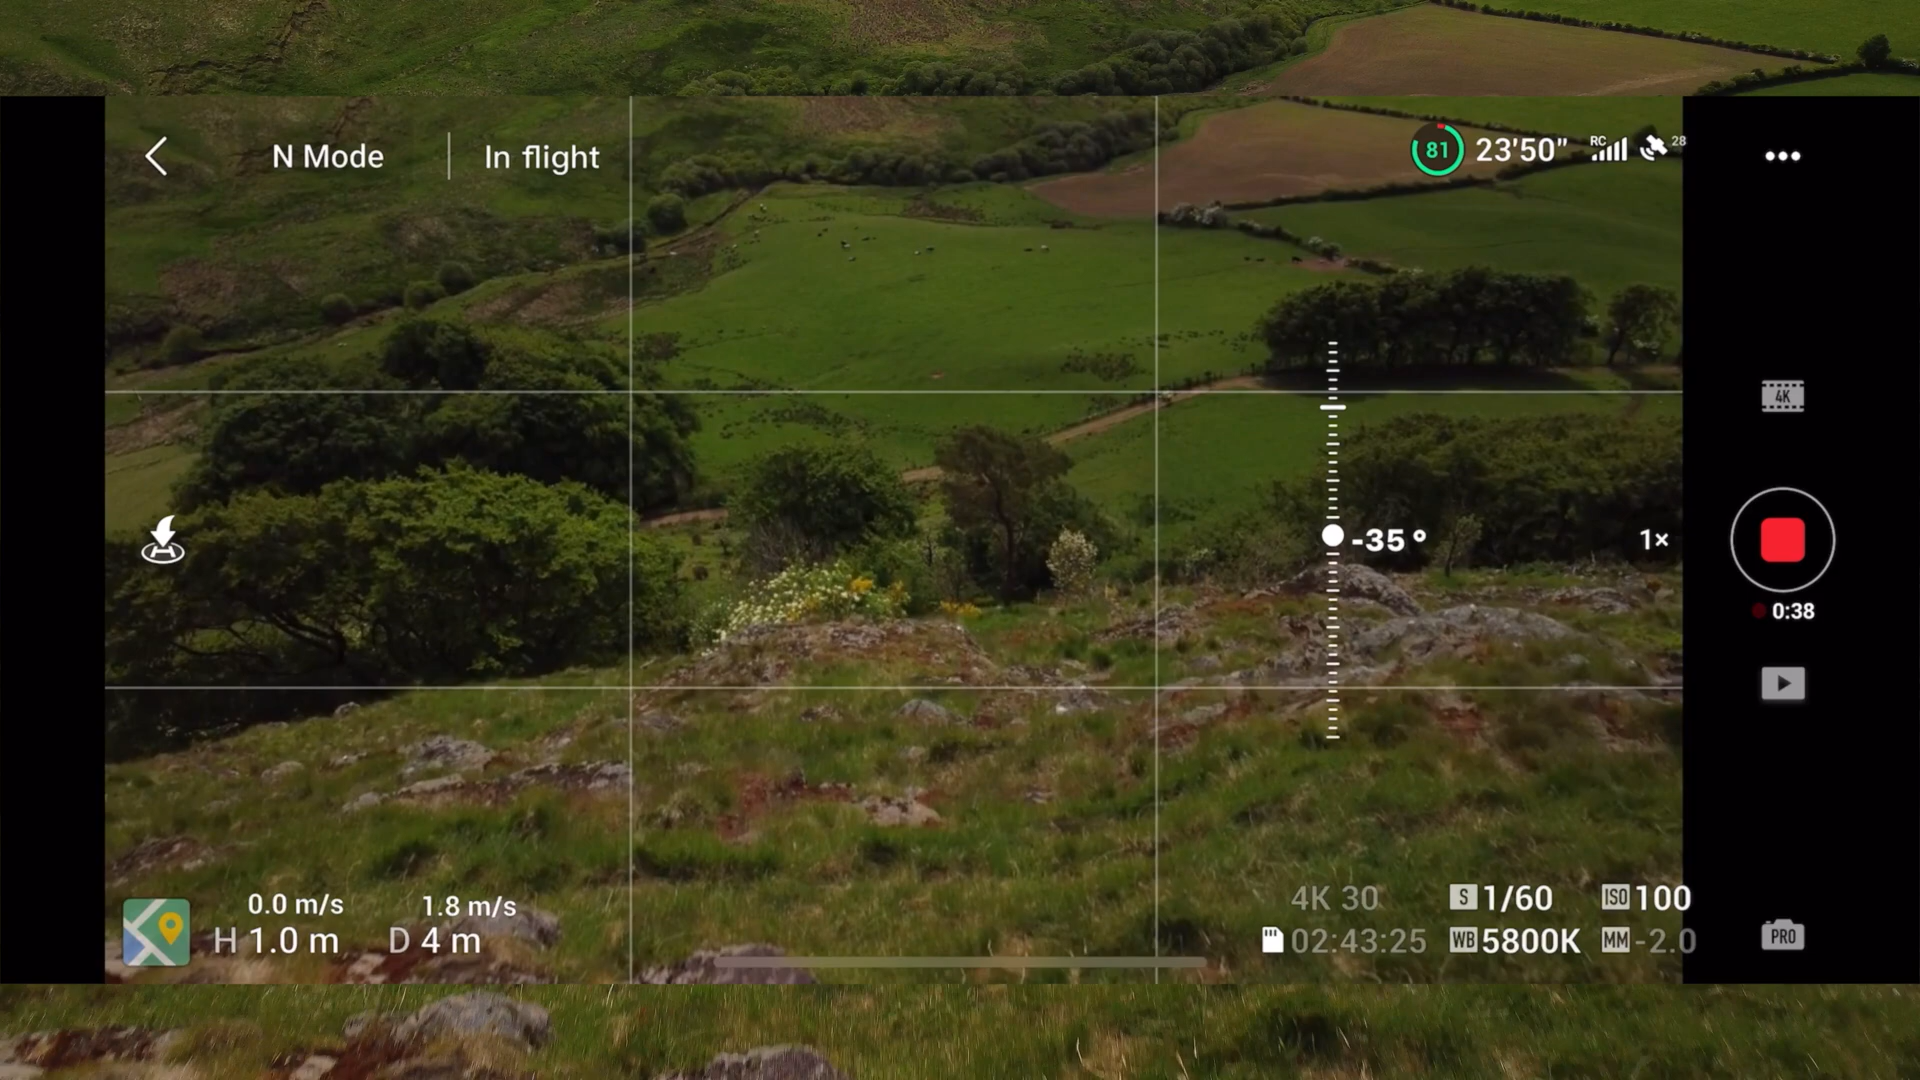 N Mode
In flight
81
23'50"
RC
28
4K
-35°
1×
0:38
0.0 m/s
1.8 m/s
H 1.0 m
D 4 m
4K 30
S 1/60
ISO 100
02:43:25
WB 5800K
MM -2.0
PRO